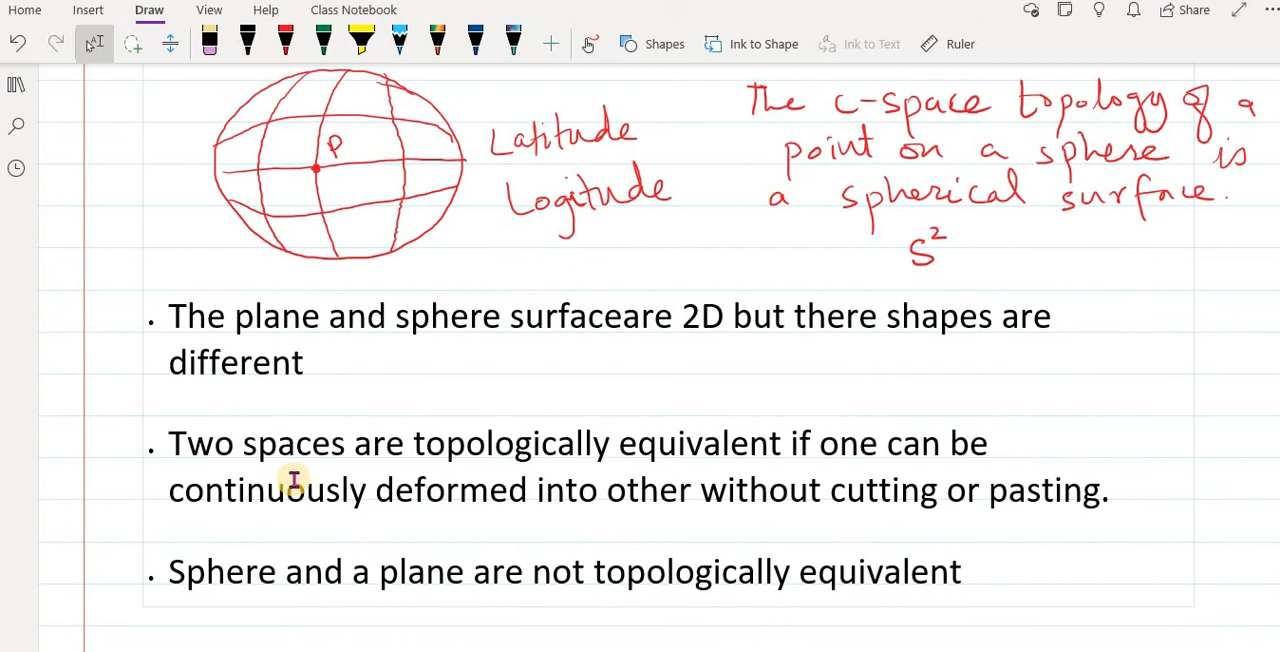 Home Insert Draw View Help Class Notebook Share
Shapes Ink to Shape Ink to Text Ruler
The c-space topology of a
P
Latitude
point on a sphere is
Logitude
a spherical surface.
S²
• The plane and sphere surfaceare 2D but there shapes are
different
• Two spaces are topologically equivalent if one can be
continuously deformed into other without cutting or pasting.
• Sphere and a plane are not topologically equivalent